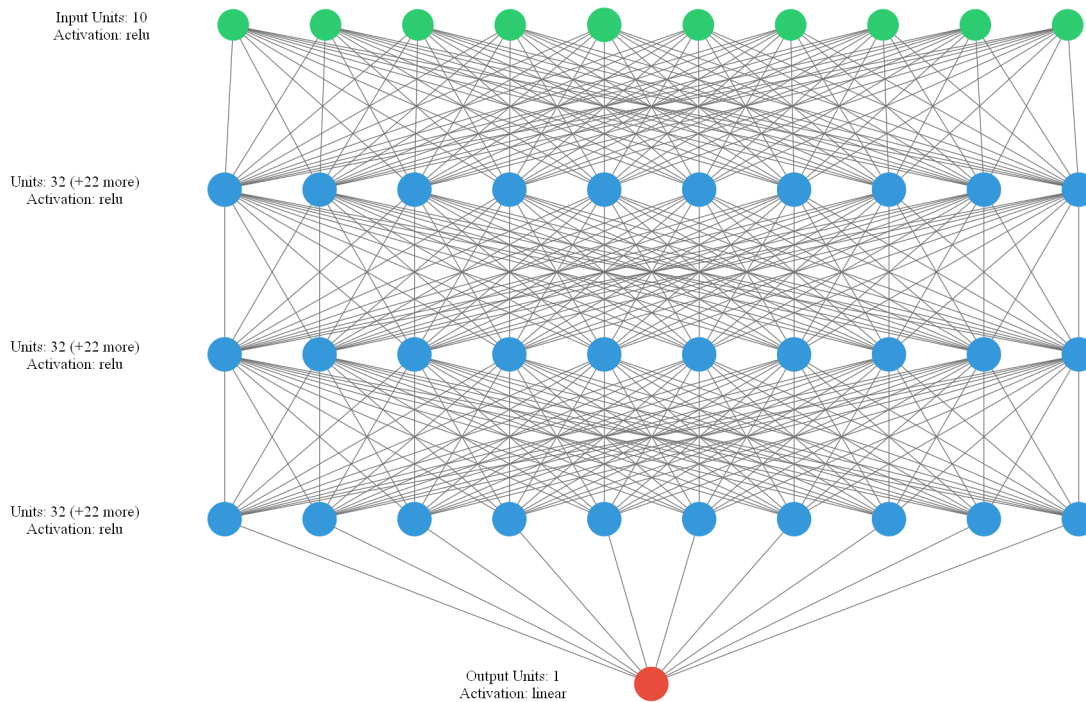 Input Units: 10
Activation: relu
Units: 32 (+22 more)
Activation: relu
Units: 32 (+22 more)
Activation: relu
Units: 32 (+22 more)
Activation: relu
Output Units: 1
Activation: linear